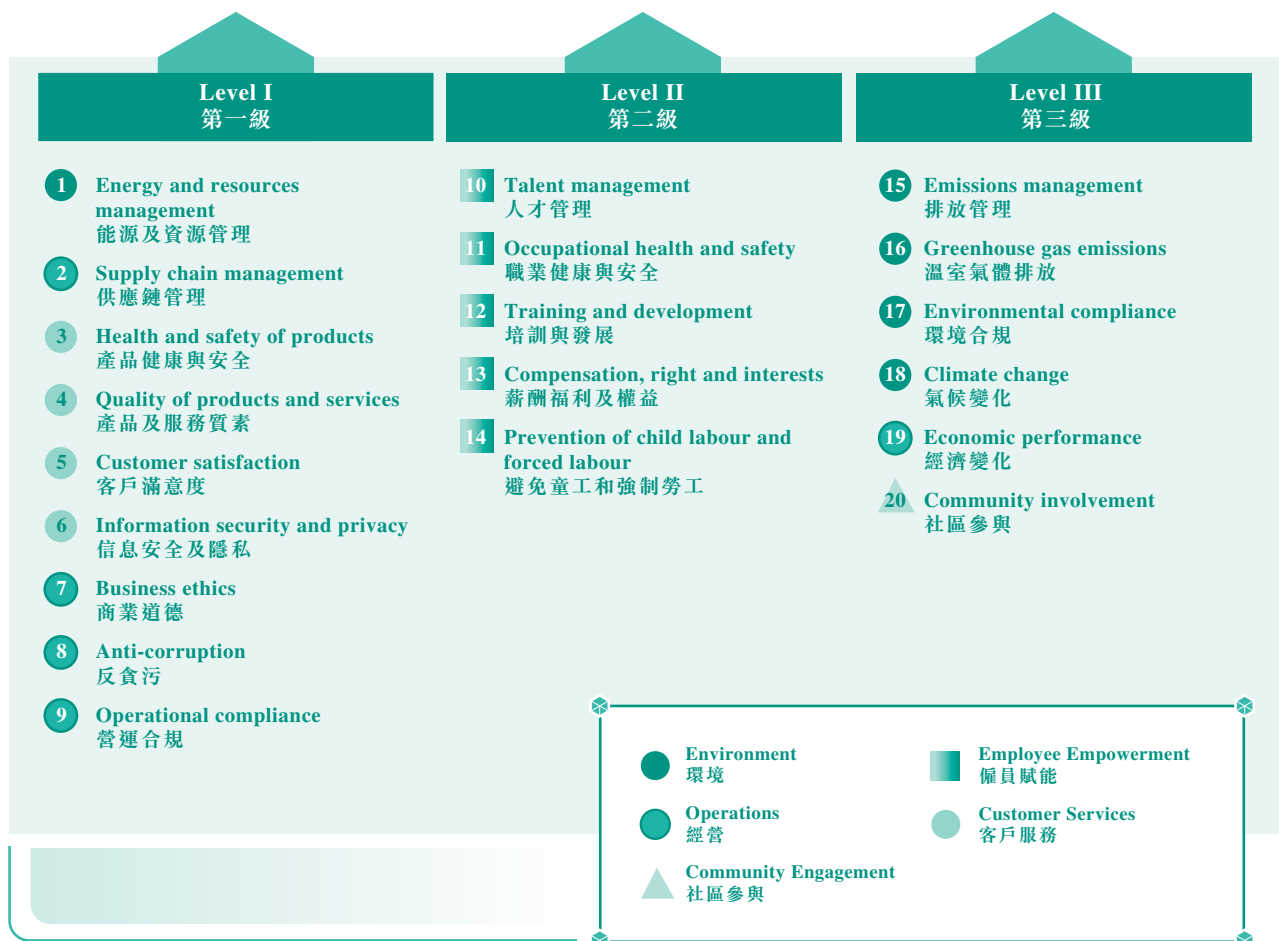 Level I
第一級
1
Energy and resources
management
能源及資源管理
2
Supply chain management
供應鏈管理
3
Health and safety of products
產品健康與安全
4
Quality of products and services
產品及服務質素
5
Customer satisfaction
客戶滿意度
6
Information security and privacy
信息安全及隱私
7
Business ethics
商業道德
8
Anti-corruption
反貪污
9
Operational compliance
營運合規
Level II
第二級
10
Talent management
人才管理
11
Occupational health and safety
職業健康與安全
12
Training and development
培訓與發展
13
Compensation, right and interests
薪酬福利及權益
14
Prevention of child labour and
forced labour
避免童工和強制勞工
Level III
第三級
15
Emissions management
排放管理
16
Greenhouse gas emissions
溫室氣體排放
17
Environmental compliance
環境合規
18
Climate change
氣候變化
19
Economic performance
經濟變化
20
Community involvement
社區參與
Environment
環境
Operations
經營
Community Engagement
社區參與
Employee Empowerment
僱員賦能
Customer Services
客戶服務